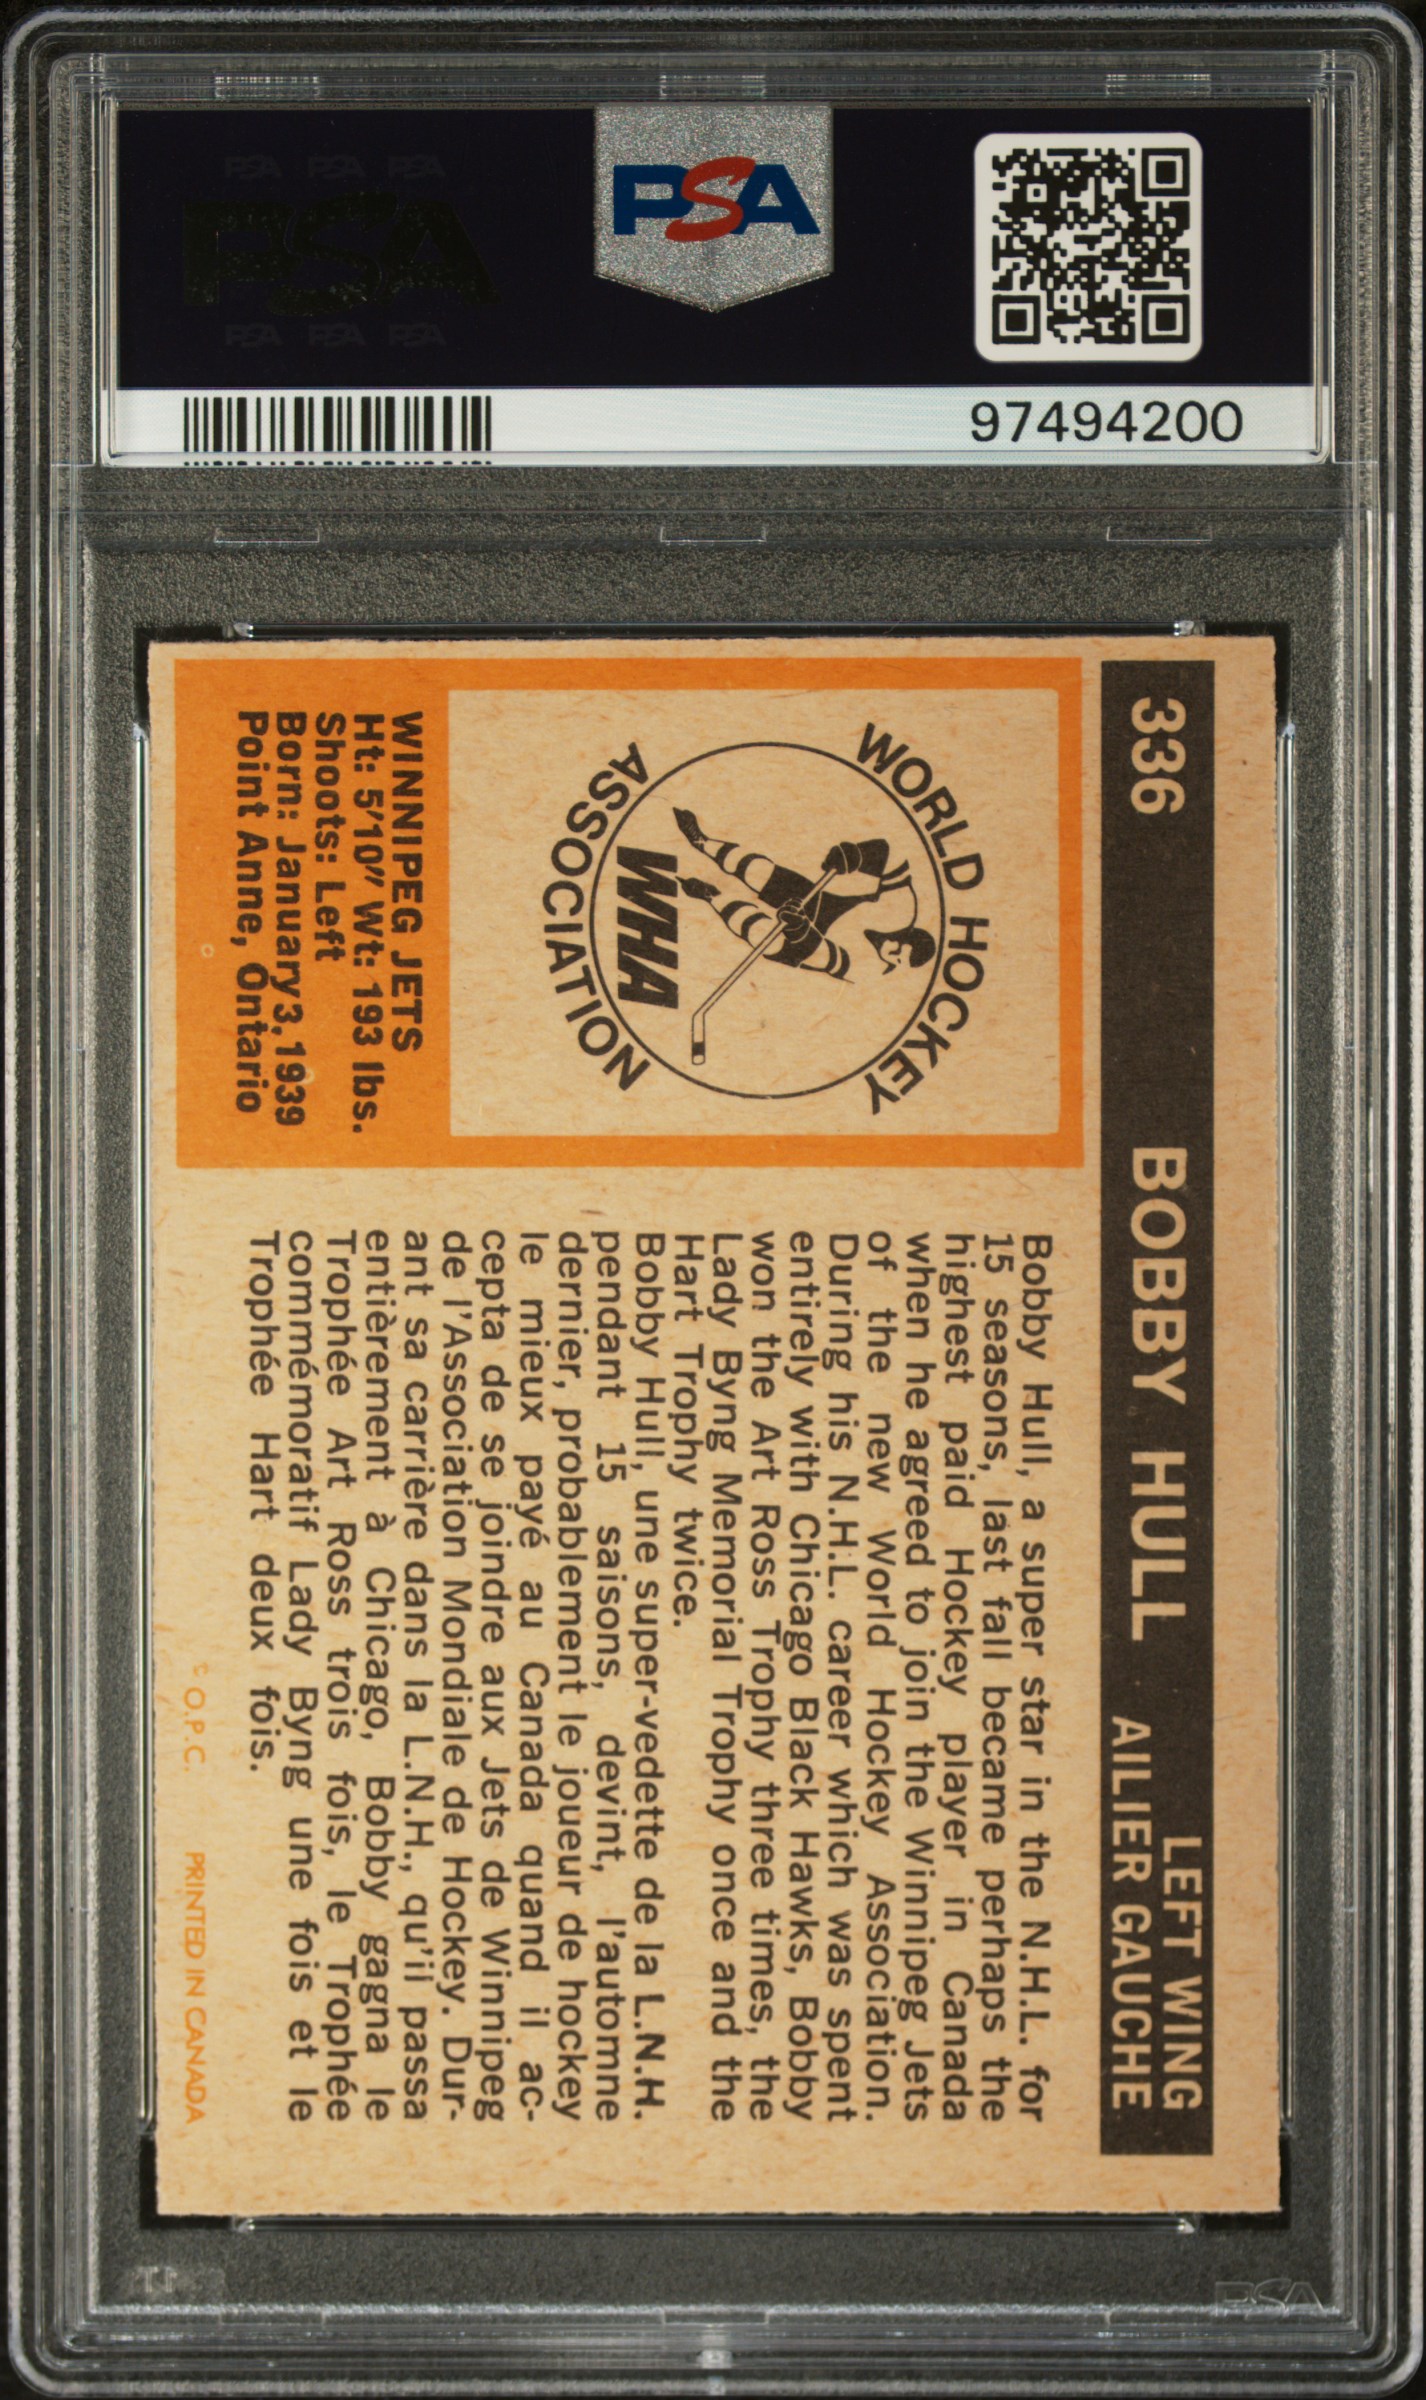 PSA PSA PSA
PSA
PSA PSA PSA
PSA
97494200
336 BOBBY HULL LEFT WING
AILIER GAUCHE
WORLD HOCKEY
ASSOCIATION
WHA
WINNIPEG JETS
Ht: 5'10" Wt: 193 lbs.
Shoots: Left
Born: January 3, 1939
Point Anne, Ontario
Bobby Hull, a super star in the N.H.L. for
15 seasons, last fall became perhaps the
highest paid Hockey player in Canada
when he agreed to join the Winnipeg Jets
of the new World Hockey Association.
During his N.H.L. career which was spent
entirely with Chicago Black Hawks, Bobby
won the Art Ross Trophy three times, the
Lady Byng Memorial Trophy once and the
Hart Trophy twice.
Bobby Hull, une super-vedette de la L.N.H.
pendant 15 saisons, devint, l'automne
dernier, probablement le joueur de hockey
le mieux payé au Canada quand il ac-
cepta de se joindre aux Jets de Winnipeg
de l'Association Mondiale de Hockey. Dur-
ant sa carrière dans la L.N.H., qu'il passa
entièrement à Chicago, Bobby gagna le
Trophée Art Ross trois fois, le Trophée
commémoratif Lady Byng une fois et le
Trophée Hart deux fois.
© O.P.C. PRINTED IN CANADA
PSA